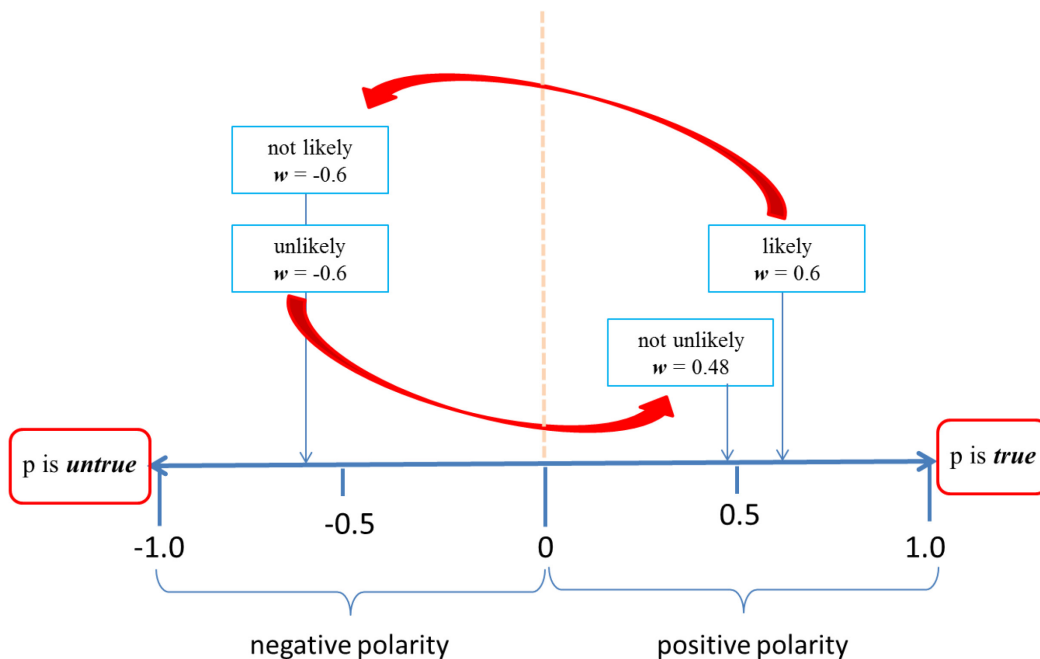 not likely
w = -0.6
unlikely
w = -0.6
likely
w = 0.6
not unlikely
w = 0.48
p is untrue
p is true
-0.5
0.5
-1.0
0
1.0
negative polarity
positive polarity